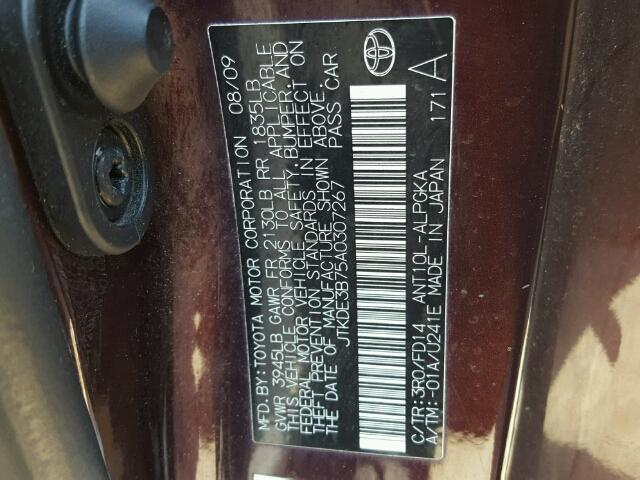 MFD.BY:TOYOTA MOTOR CORPORATION 08/09
GVWR 3945LB GAWR FR 2130LB RR 1835LB
THIS VEHICLE CONFORMS TO ALL APPLICABLE
FEDERAL MOTOR VEHICLE SAFETY, BUMPER, AND
THEFT PREVENTION STANDARDS IN EFFECT ON
THE DATE OF MANUFACTURE SHOWN ABOVE.
JTKDE3B75A0307267 PASS CAR
C/TR:3R0/FD14 ANT10L-ALPGKA 171 A
A/TM:-01A/U241E MADE IN JAPAN